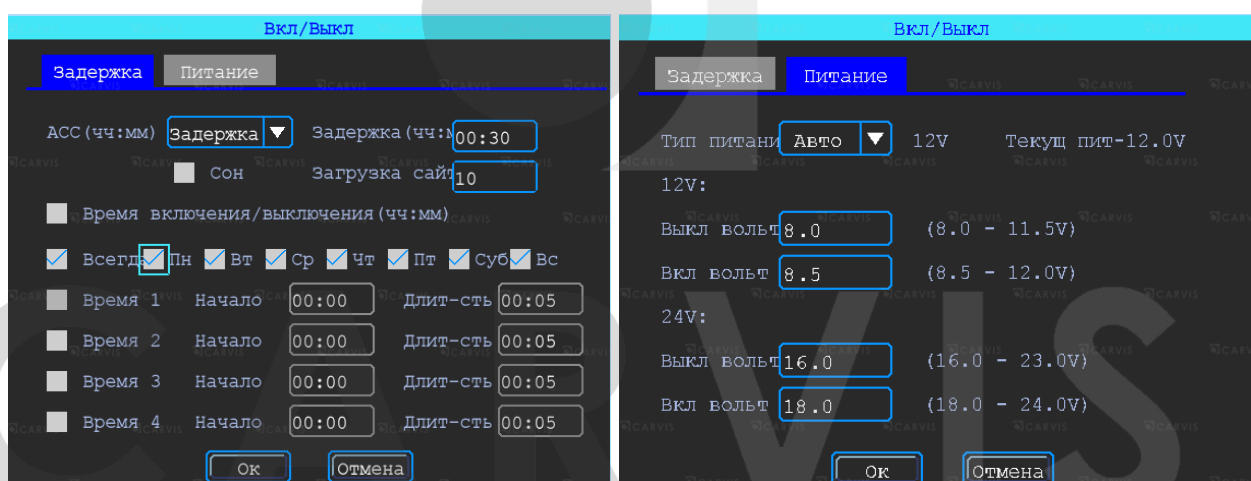 Вкл/Выкл
Задержка Питание
ACC(чч:мм) Задержка Задержка(чч:м 00:30
Сон Загрузка сайт 10
Время включения/выключения(чч:мм)
Всегда Пн Вт Ср Чт Пт Суб Вс
Время 1 Начало 00:00 Длит-сть 00:05
Время 2 Начало 00:00 Длит-сть 00:05
Время 3 Начало 00:00 Длит-сть 00:05
Время 4 Начало 00:00 Длит-сть 00:05
Ок Отмена
Вкл/Выкл
Задержка Питание
Тип питани Авто 12V Текущ пит-12.0V
12V:
Выкл вольт 8.0 (8.0 - 11.5V)
Вкл вольт 8.5 (8.5 - 12.0V)
24V:
Выкл вольт 16.0 (16.0 - 23.0V)
Вкл вольт 18.0 (18.0 - 24.0V)
Ок Отмена
CARVIS